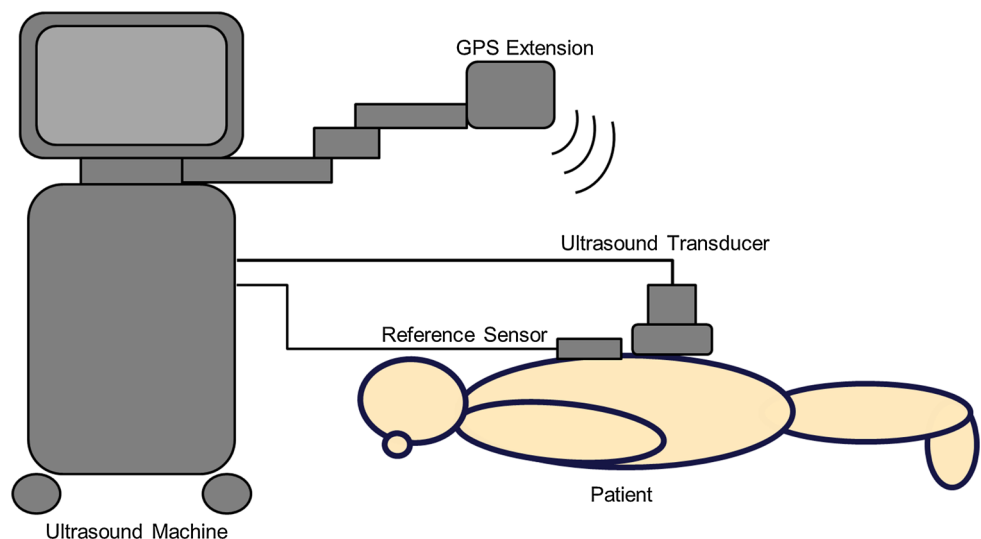 GPS Extension
Ultrasound Transducer
Reference Sensor
Patient
Ultrasound Machine